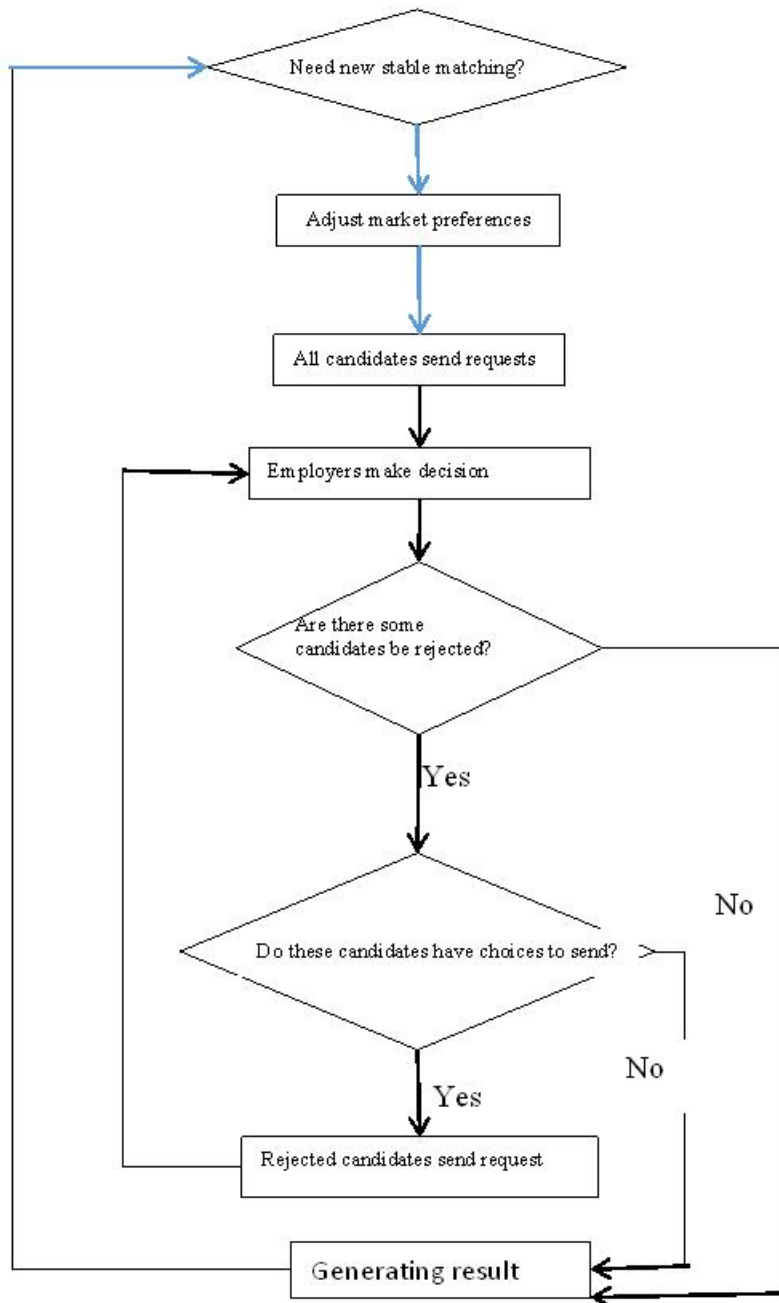 Need new stable matching?
Adjust market preferences
All candidates send requests
Employers make decision
Are there some
candidates be rejected?
Yes
No
Do these candidates have choices to send?
No
Yes
Rejected candidates send request
Generating result